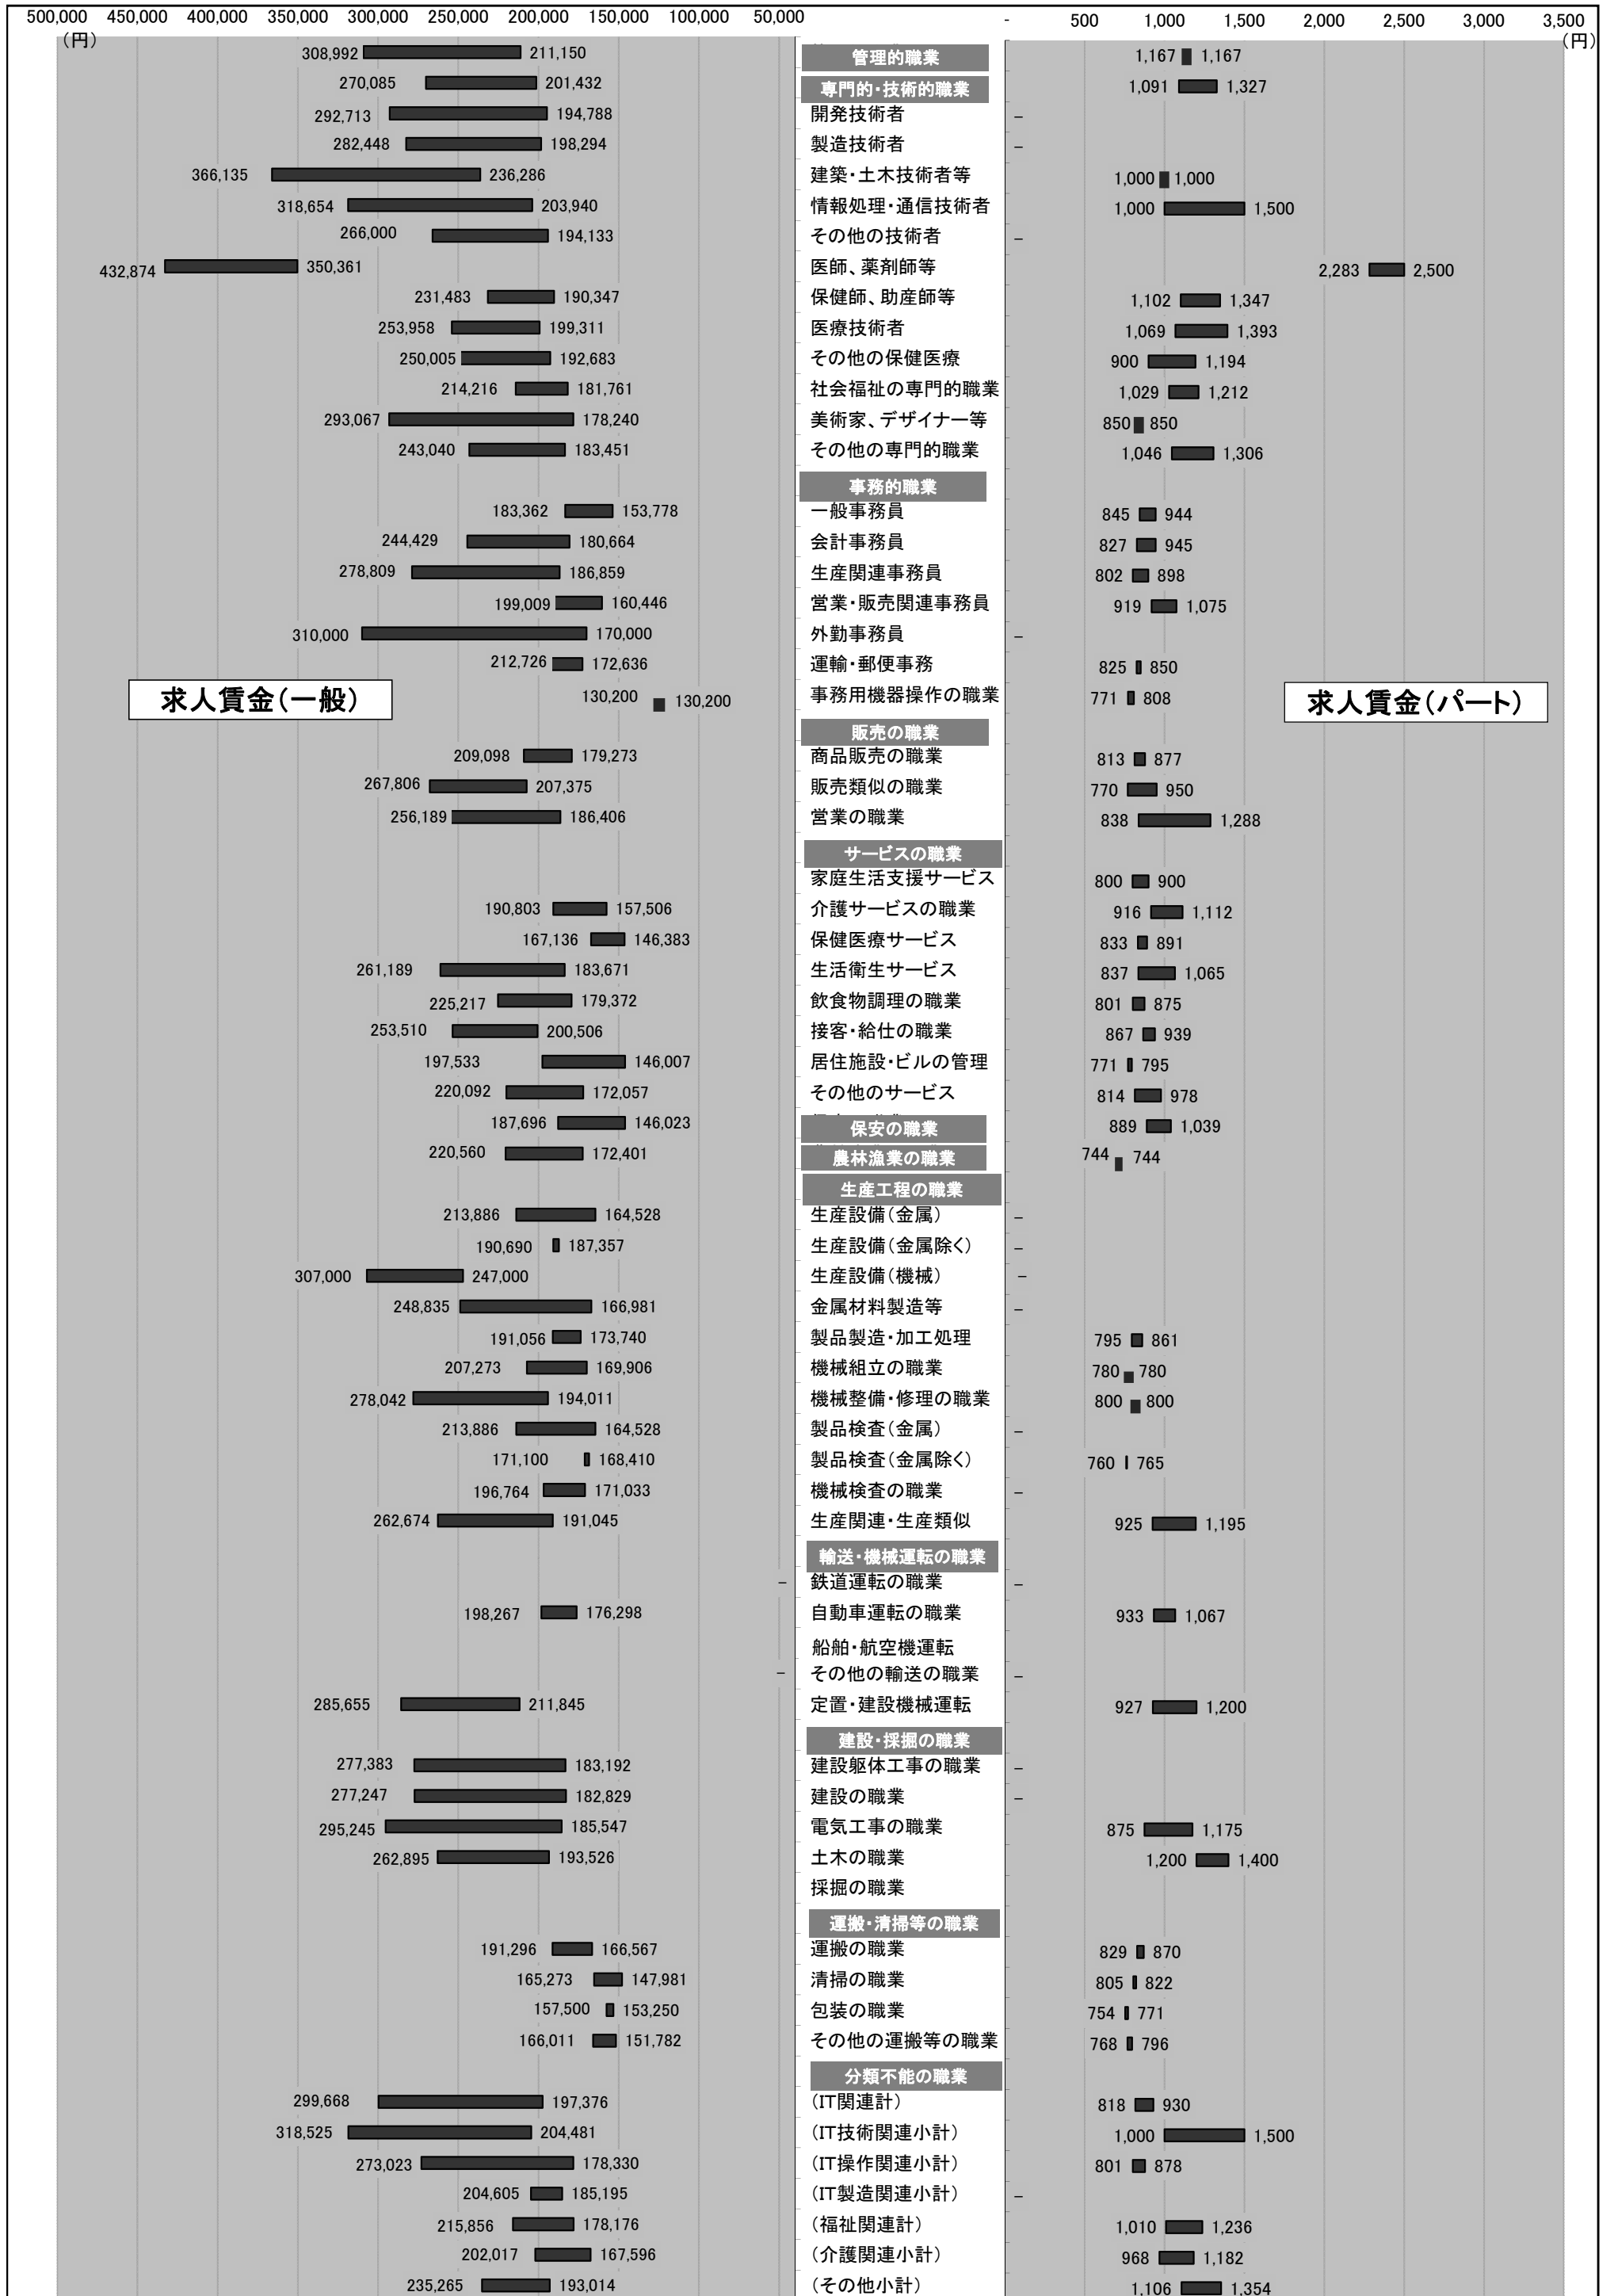 500,000 450,000 400,000 350,000 300,000 250,000 200,000 150,000 100,000 50,000 - 500 1,000 1,500 2,000 2,500 3,000 3,500
(円) (円)
308,992 211,150 管理的職業 1,167 1,167
270,085 201,432 専門的・技術的職業 1,091 1,327
292,713 194,788 開発技術者 -
282,448 198,294 製造技術者 -
366,135 236,286 建築・土木技術者等 1,000 1,000
318,654 203,940 情報処理・通信技術者 1,000 1,500
266,000 194,133 その他の技術者 -
432,874 350,361 医師、薬剤師等 2,283 2,500
231,483 190,347 保健師、助産師等 1,102 1,347
253,958 199,311 医療技術者 1,069 1,393
250,005 192,683 その他の保健医療 900 1,194
214,216 181,761 社会福祉の専門的職業 1,029 1,212
293,067 178,240 美術家、デザイナー等 850 850
243,040 183,451 その他の専門的職業 1,046 1,306
事務的職業
183,362 153,778 一般事務員 845 944
244,429 180,664 会計事務員 827 945
278,809 186,859 生産関連事務員 802 898
199,009 160,446 営業・販売関連事務員 919 1,075
310,000 170,000 外勤事務員 -
212,726 172,636 運輸・郵便事務 825 850
求人賃金(一般) 130,200 130,200 事務用機器操作の職業 771 808 求人賃金(パート)
販売の職業
209,098 179,273 商品販売の職業 813 877
267,806 207,375 販売類似の職業 770 950
256,189 186,406 営業の職業 838 1,288
サービスの職業
家庭生活支援サービス 800 900
190,803 157,506 介護サービスの職業 916 1,112
167,136 146,383 保健医療サービス 833 891
261,189 183,671 生活衛生サービス 837 1,065
225,217 179,372 飲食物調理の職業 801 875
253,510 200,506 接客・給仕の職業 867 939
197,533 146,007 居住施設・ビルの管理 771 795
220,092 172,057 その他のサービス 814 978
187,696 146,023 保安の職業 889 1,039
220,560 172,401 農林漁業の職業 744 744
生産工程の職業
213,886 164,528 生産設備(金属) -
190,690 187,357 生産設備(金属除く) -
307,000 247,000 生産設備(機械) -
248,835 166,981 金属材料製造等 -
191,056 173,740 製品製造・加工処理 795 861
207,273 169,906 機械組立の職業 780 780
278,042 194,011 機械整備・修理の職業 800 800
213,886 164,528 製品検査(金属) -
171,100 168,410 製品検査(金属除く) 760 765
196,764 171,033 機械検査の職業 -
262,674 191,045 生産関連・生産類似 925 1,195
輸送・機械運転の職業
- 鉄道運転の職業 -
198,267 176,298 自動車運転の職業 933 1,067
船舶・航空機運転
- その他の輸送の職業 -
285,655 211,845 定置・建設機械運転 927 1,200
建設・採掘の職業
277,383 183,192 建設躯体工事の職業 -
277,247 182,829 建設の職業 -
295,245 185,547 電気工事の職業 875 1,175
262,895 193,526 土木の職業 1,200 1,400
採掘の職業
運搬・清掃等の職業
191,296 166,567 運搬の職業 829 870
165,273 147,981 清掃の職業 805 822
157,500 153,250 包装の職業 754 771
166,011 151,782 その他の運搬等の職業 768 796
分類不能の職業
299,668 197,376 (IT関連計) 818 930
318,525 204,481 (IT技術関連小計) 1,000 1,500
273,023 178,330 (IT操作関連小計) 801 878
204,605 185,195 (IT製造関連小計) -
215,856 178,176 (福祉関連計) 1,010 1,236
202,017 167,596 (介護関連小計) 968 1,182
235,265 193,014 (その他小計) 1,106 1,354